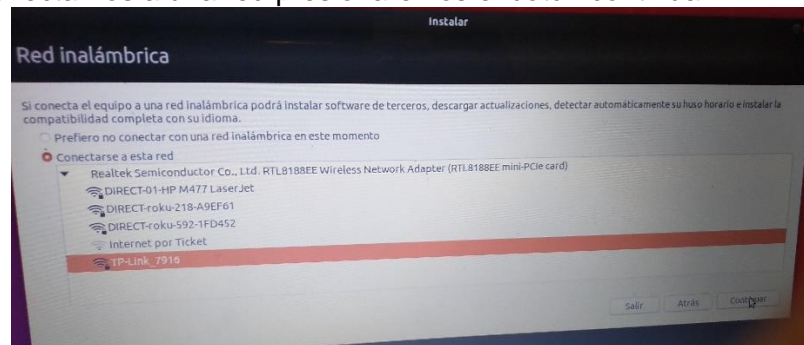 Instalar
Red inalámbrica
Si conecta el equipo a una red inalámbrica podrá instalar software de terceros, descargar actualizaciones, detectar automáticamente su huso horario e instalar la
compatibilidad completa con su idioma.
Prefiero no conectar con una red inalámbrica en este momento
Conectarse a esta red
Realtek Semiconductor Co., Ltd. RTL8188EE Wireless Network Adapter (RTL8188EE mini-PCIe card)
DIRECT-01-HP M477 LaserJet
DIRECT-roku-218-A9EF61
DIRECT-roku-592-1FD452
Internet por Ticket
TP-Link_7916
Salir Atrás Continuar